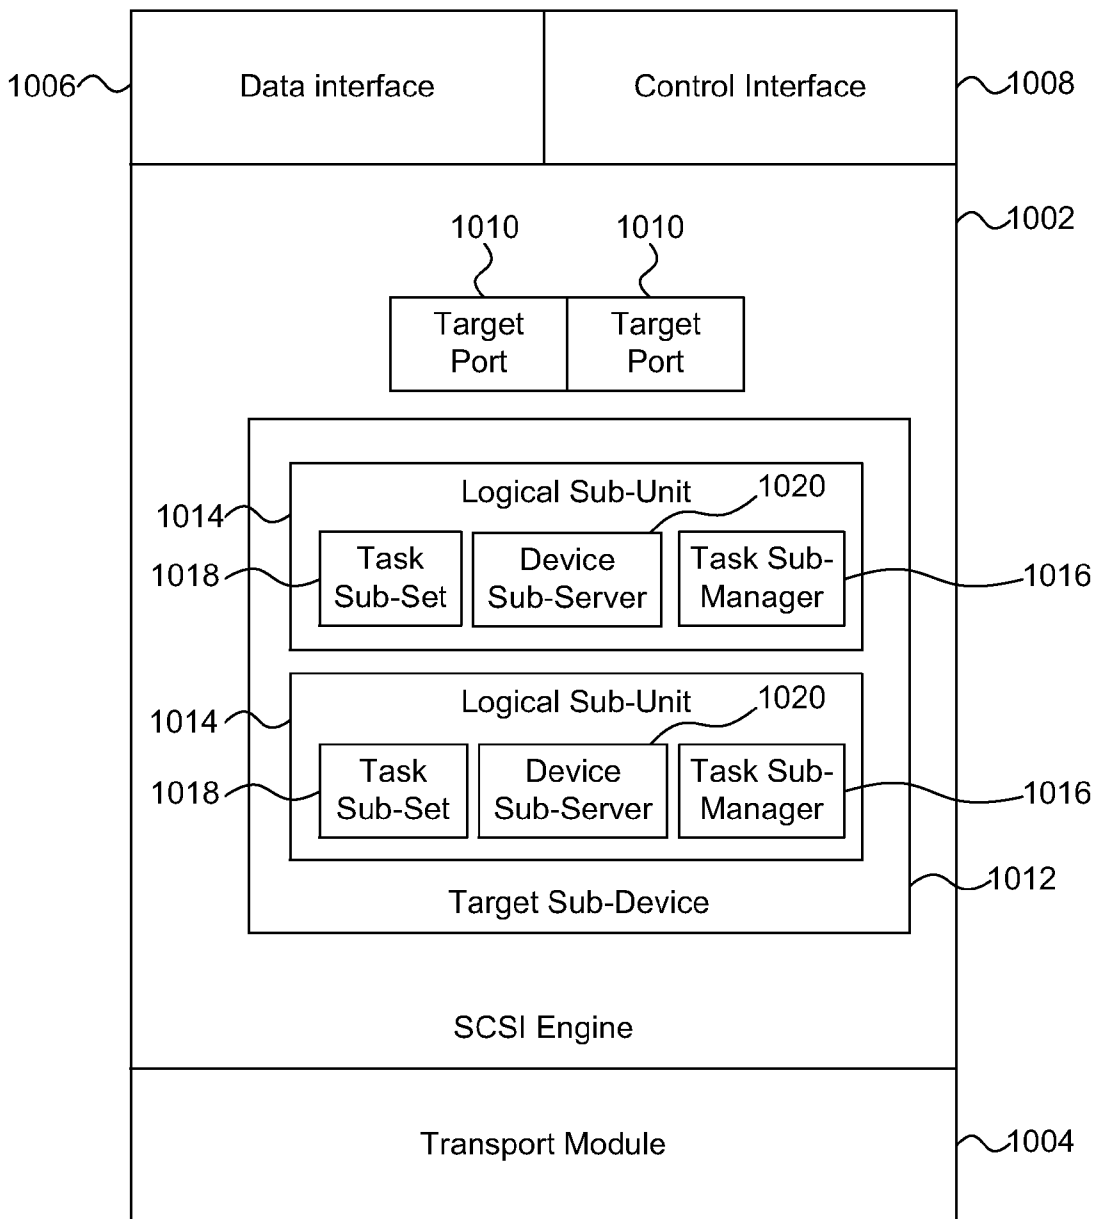 1006
Data interface
Control Interface
1008
1002
1010
1010
Target
Port
Target
Port
Logical Sub-Unit
1020
1014
1018
Task
Sub-Set
Device
Sub-Server
Task Sub-
Manager
1016
Logical Sub-Unit
1020
1014
1018
Task
Sub-Set
Device
Sub-Server
Task Sub-
Manager
1016
1012
Target Sub-Device
SCSI Engine
Transport Module
1004